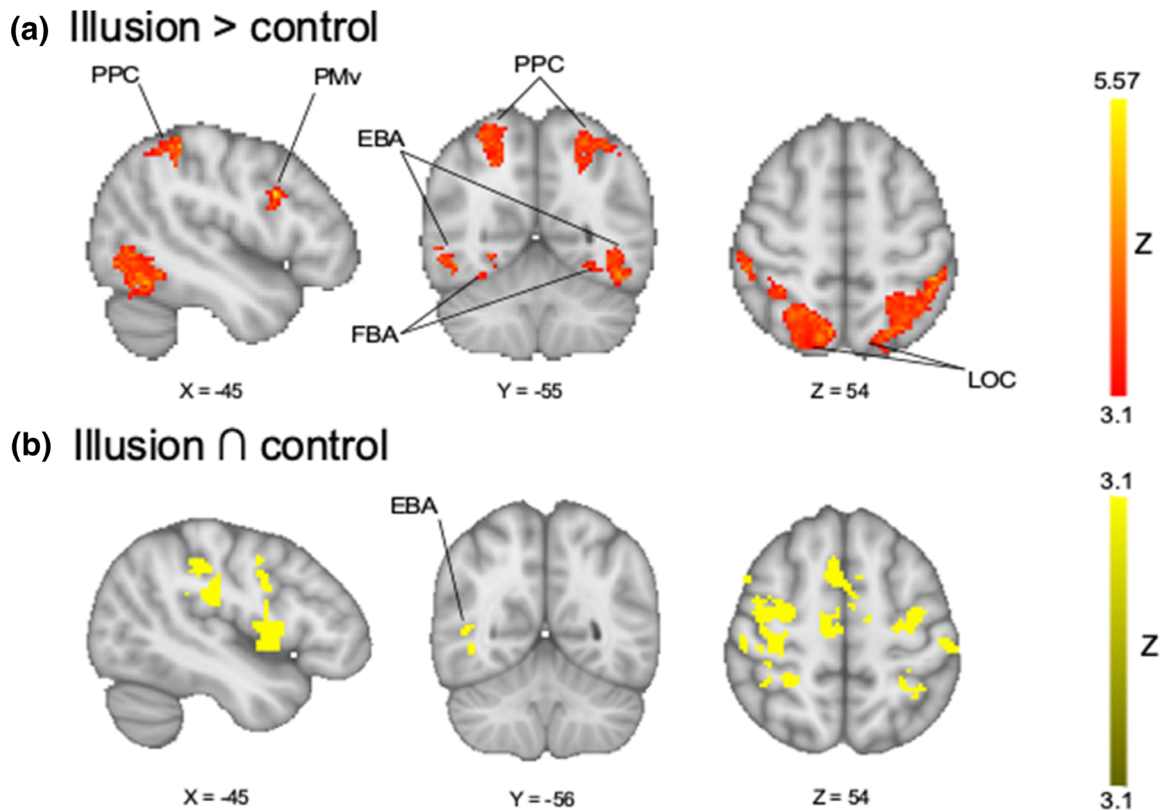 (a) Illusion > control
PPC
PMv
PPC
EBA
FBA
LOC
5.57
Z
3.1
X = -45
Y = -55
Z = 54
(b) Illusion ∩ control
EBA
3.1
Z
3.1
X = -45
Y = -56
Z = 54